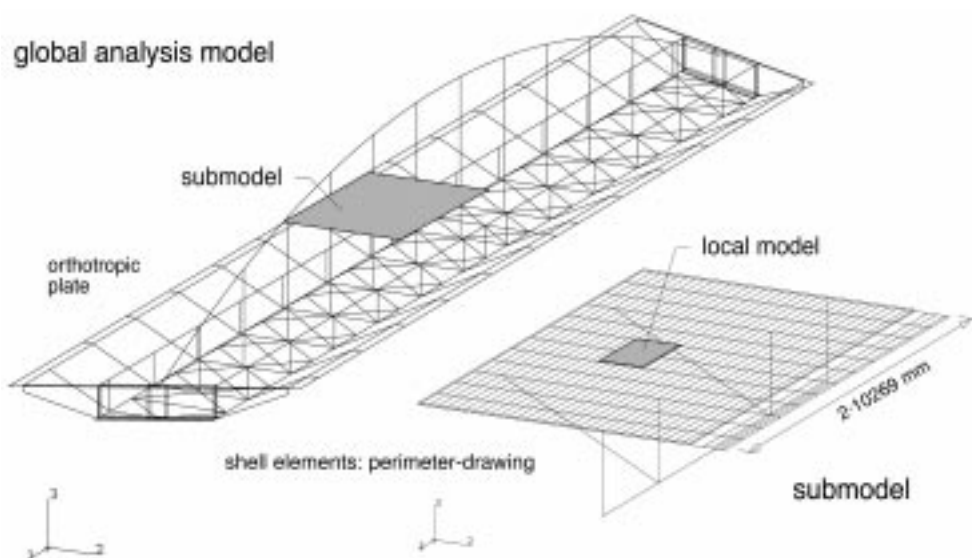 global analysis model
submodel
local model
orthotropic
plate
2·10269 mm
shell elements: perimeter-drawing
submodel
3
2
2